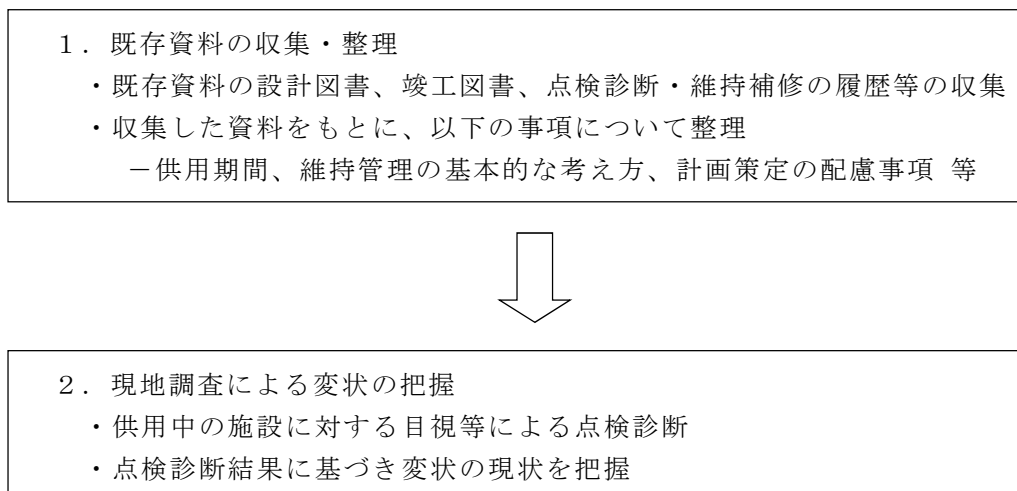 １．既存資料の収集・整理
・既存資料の設計図書、竣工図書、点検診断・維持補修の履歴等の収集
・収集した資料をもとに、以下の事項について整理
－供用期間、維持管理の基本的な考え方、計画策定の配慮事項 等
２．現地調査による変状の把握
・供用中の施設に対する目視等による点検診断
・点検診断結果に基づき変状の現状を把握